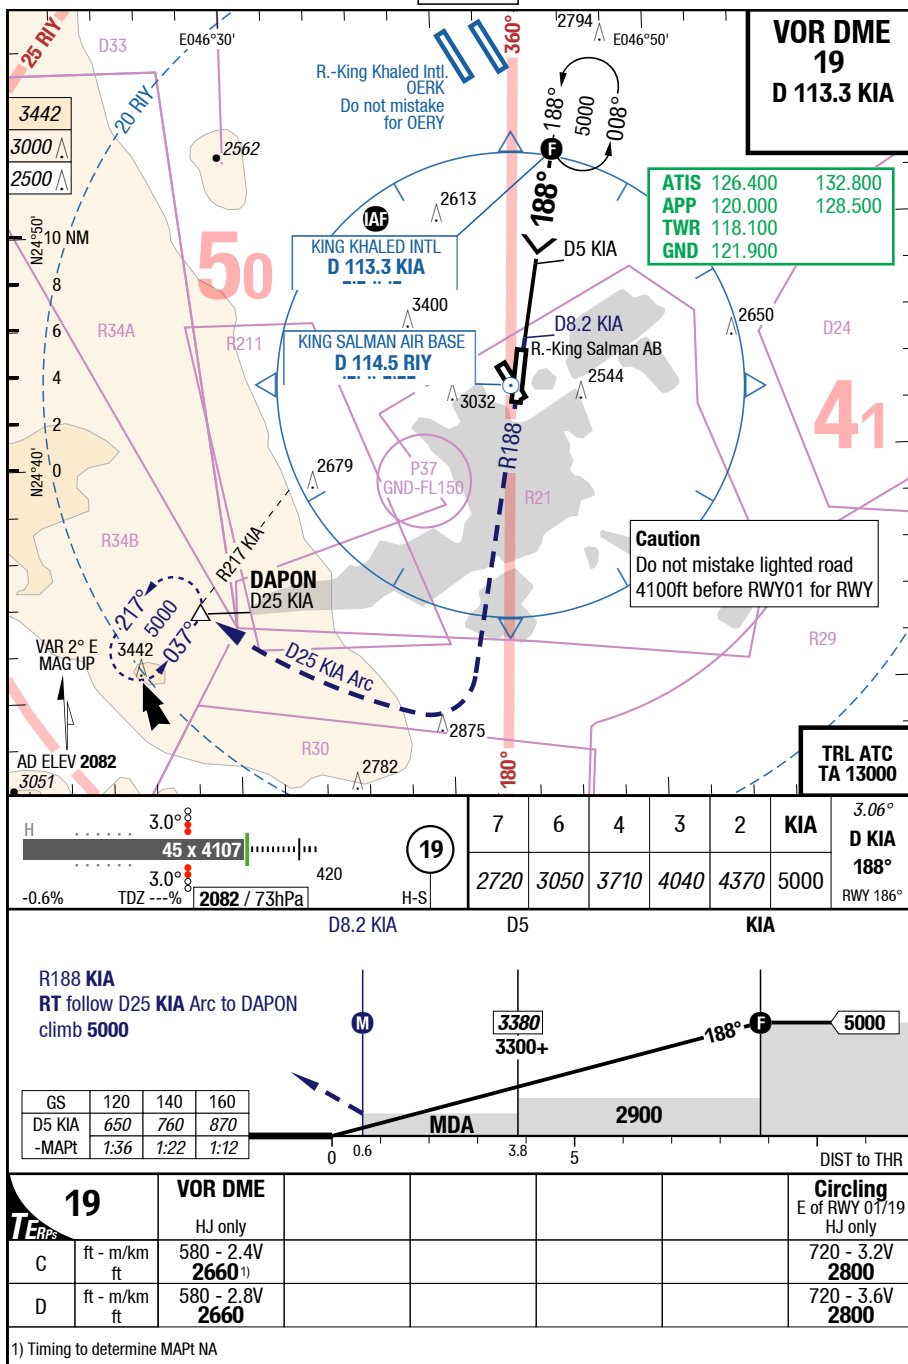 VOR DME
19
D 113.3 KIA
25 RIY
D33
E046°30'
20 RIY
360°
2794
E046°50'
R.-King Khaled Intl.
OERK
Do not mistake
for OERY
3442
3000
2500
2562
188°
5000
008°
F
188°
ATIS 126.400 132.800
APP 120.000 128.500
TWR 118.100
GND 121.900
N24°50'
10 NM
8
6
4
2
0
N24°40'
50
IAF
2613
KING KHALED INTL
D 113.3 KIA
D5 KIA
3400
D8.2 KIA
2650
D24
R34A
R211
KING SALMAN AIR BASE
D 114.5 RIY
R.-King Salman AB
2544
3032
41
R188
2679
P37
GND-FL150
R21
R34B
R217 KIA
Caution
Do not mistake lighted road
4100ft before RWY01 for RWY
DAPON
D25 KIA
217°
5000
037°
3442
VAR 2° E
MAG UP
D25 KIA Arc
R29
2875
R30
2782
180°
AD ELEV 2082
3051
TRL ATC
TA 13000
H
3.0°
45 x 4107
3.0°
420
-0.6%
TDZ ---%
2082 / 73hPa
19
H-S
7 6 4 3 2 KIA
2720 3050 3710 4040 4370 5000
3.06°
D KIA
188°
RWY 186°
D8.2 KIA D5 KIA
R188 KIA
RT follow D25 KIA Arc to DAPON
climb 5000
M
3380
3300+
188°
F
5000
MDA
2900
GS 120 140 160
D5 KIA 650 760 870
-MAPt 1:36 1:22 1:12
0 0.6 3.8 5 DIST to THR
TERPs
19
VOR DME
HJ only
Circling
E of RWY 01/19
HJ only
C ft - m/km 580 - 2.4V 720 - 3.2V
ft 2660 1) 2800
D ft - m/km 580 - 2.8V 720 - 3.6V
ft 2660 2800
1) Timing to determine MAPt NA